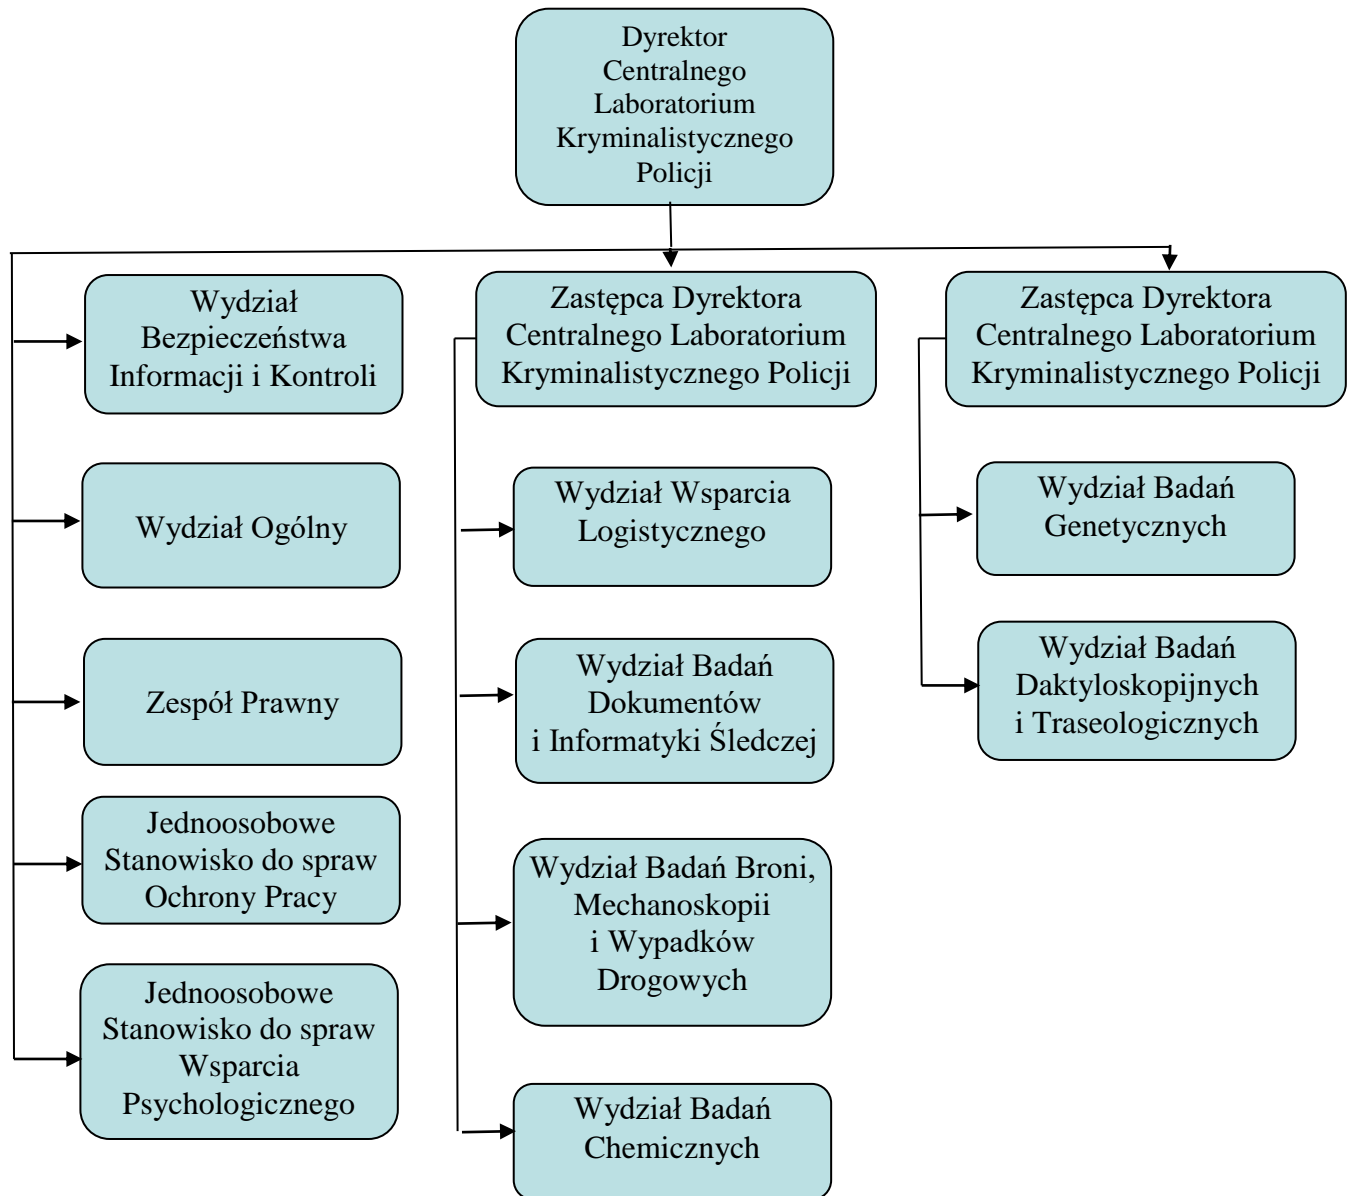 Dyrektor
Centralnego
Laboratorium
Kryminalistycznego
Policji
Wydział
Bezpieczeństwa
Informacji i Kontroli
Wydział Ogólny
Zespół Prawny
Jednoosobowe
Stanowisko do spraw
Ochrony Pracy
Jednoosobowe
Stanowisko do spraw
Wsparcia
Psychologicznego
Zastępca Dyrektora
Centralnego Laboratorium
Kryminalistycznego Policji
Wydział Wsparcia
Logistycznego
Wydział Badań
Dokumentów
i Informatyki Śledczej
Wydział Badań Broni,
Mechanoskopii
i Wypadków
Drogowych
Wydział Badań
Chemicznych
Zastępca Dyrektora
Centralnego Laboratorium
Kryminalistycznego Policji
Wydział Badań
Genetycznych
Wydział Badań
Daktyloskopijnych
i Traseologicznych